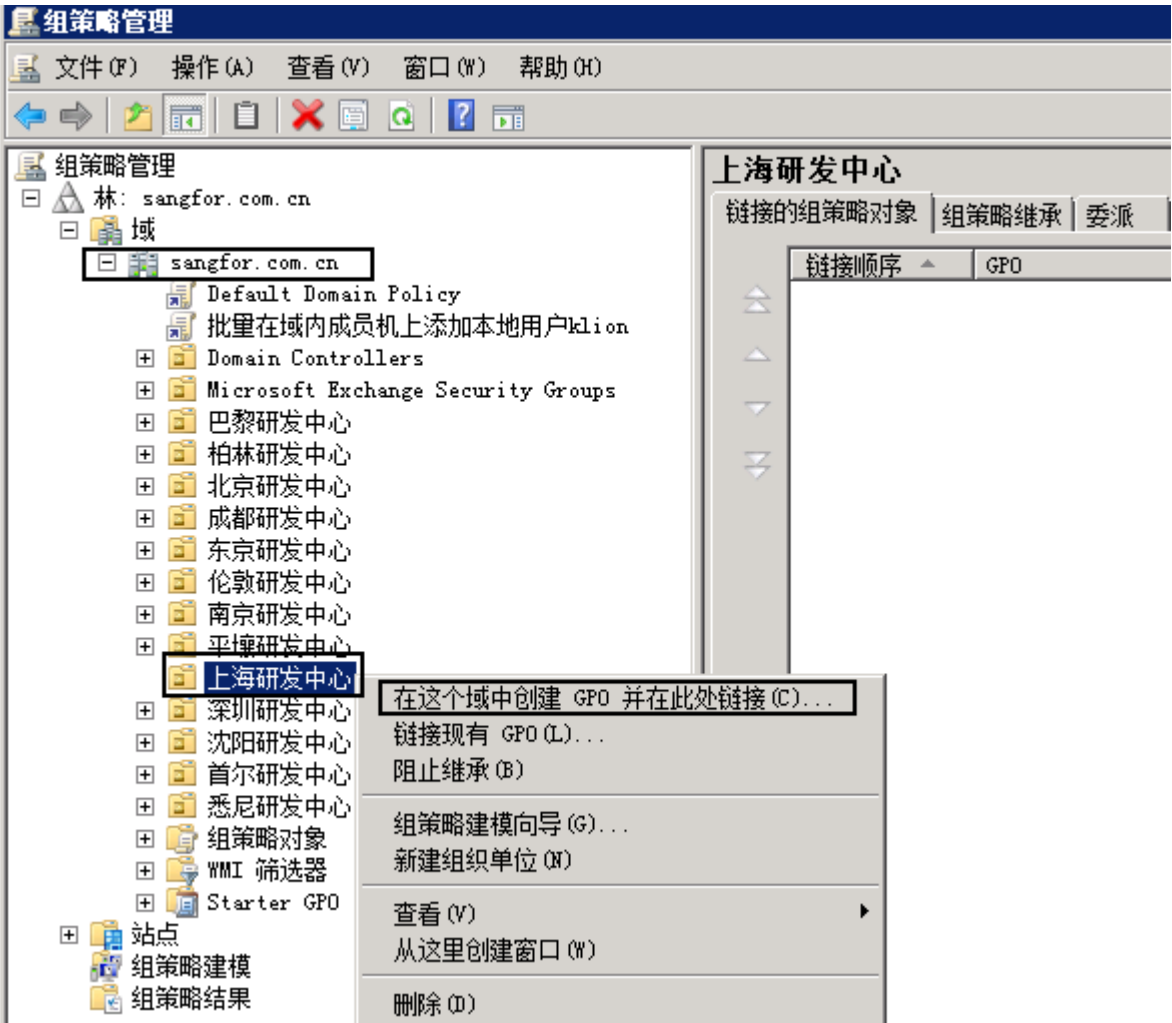 组策略管理
文件(F) 操作(A) 查看(V) 窗口(W) 帮助(H)
组策略管理
林: sangfor.com.cn
域
sangfor.com.cn
Default Domain Policy
批量在域内成员机上添加本地用户klion
Domain Controllers
Microsoft Exchange Security Groups
巴黎研发中心
柏林研发中心
北京研发中心
成都研发中心
东京研发中心
伦敦研发中心
南京研发中心
平壤研发中心
上海研发中心
深圳研发中心
沈阳研发中心
首尔研发中心
悉尼研发中心
组策略对象
WMI 筛选器
Starter GPO
站点
组策略建模
组策略结果
上海研发中心
链接的组策略对象 组策略继承 委派
链接顺序 GPO
在这个域中创建 GPO 并在此处链接(C)...
链接现有 GPO(L)...
阻止继承(B)
组策略建模向导(G)...
新建组织单位(N)
查看(V)
从这里创建窗口(W)
删除(D)